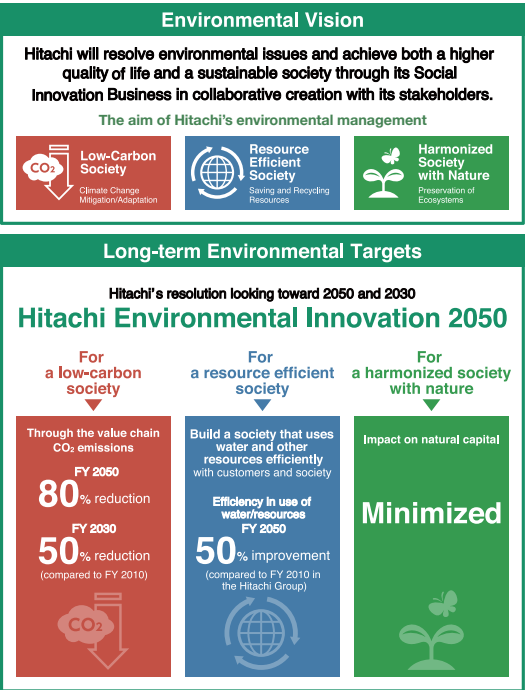 Environmental Vision
Hitachi will resolve environmental issues and achieve both a higher
quality of life and a sustainable society through its Social
Innovation Business in collaborative creation with its stakeholders.
The aim of Hitachi's environmental management
CO₂
Low-Carbon
Society
Climate Change
Mitigation/Adaptation
Resource
Efficient
Society
Saving and Recycling
Resources
Harmonized
Society
with Nature
Preservation of
Ecosystems
Long-term Environmental Targets
Hitachi's resolution looking toward 2050 and 2030
Hitachi Environmental Innovation 2050
For
a low-carbon
society
Through the value chain
CO₂ emissions
FY 2050
80% reduction
FY 2030
50% reduction
(compared to FY 2010)
CO₂
For
a resource efficient
society
Build a society that uses
water and other
resources efficiently
with customers and society
Efficiency in use of
water/resources
FY 2050
50% improvement
(compared to FY 2010 in
the Hitachi Group)
For
a harmonized society
with nature
Impact on natural capital
Minimized